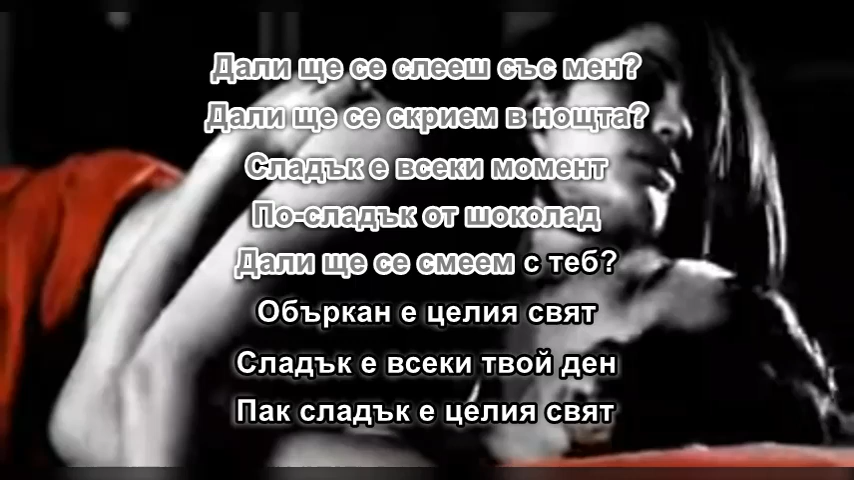 Дали ще се слееш със мен?
Дали ще се скрием в нощта?
Сладък е всеки момент
По-сладък от шоколад
Дали ще се смеем с теб?
Объркан е целия свят
Сладък е всеки твой ден
Пак сладък е целия свят